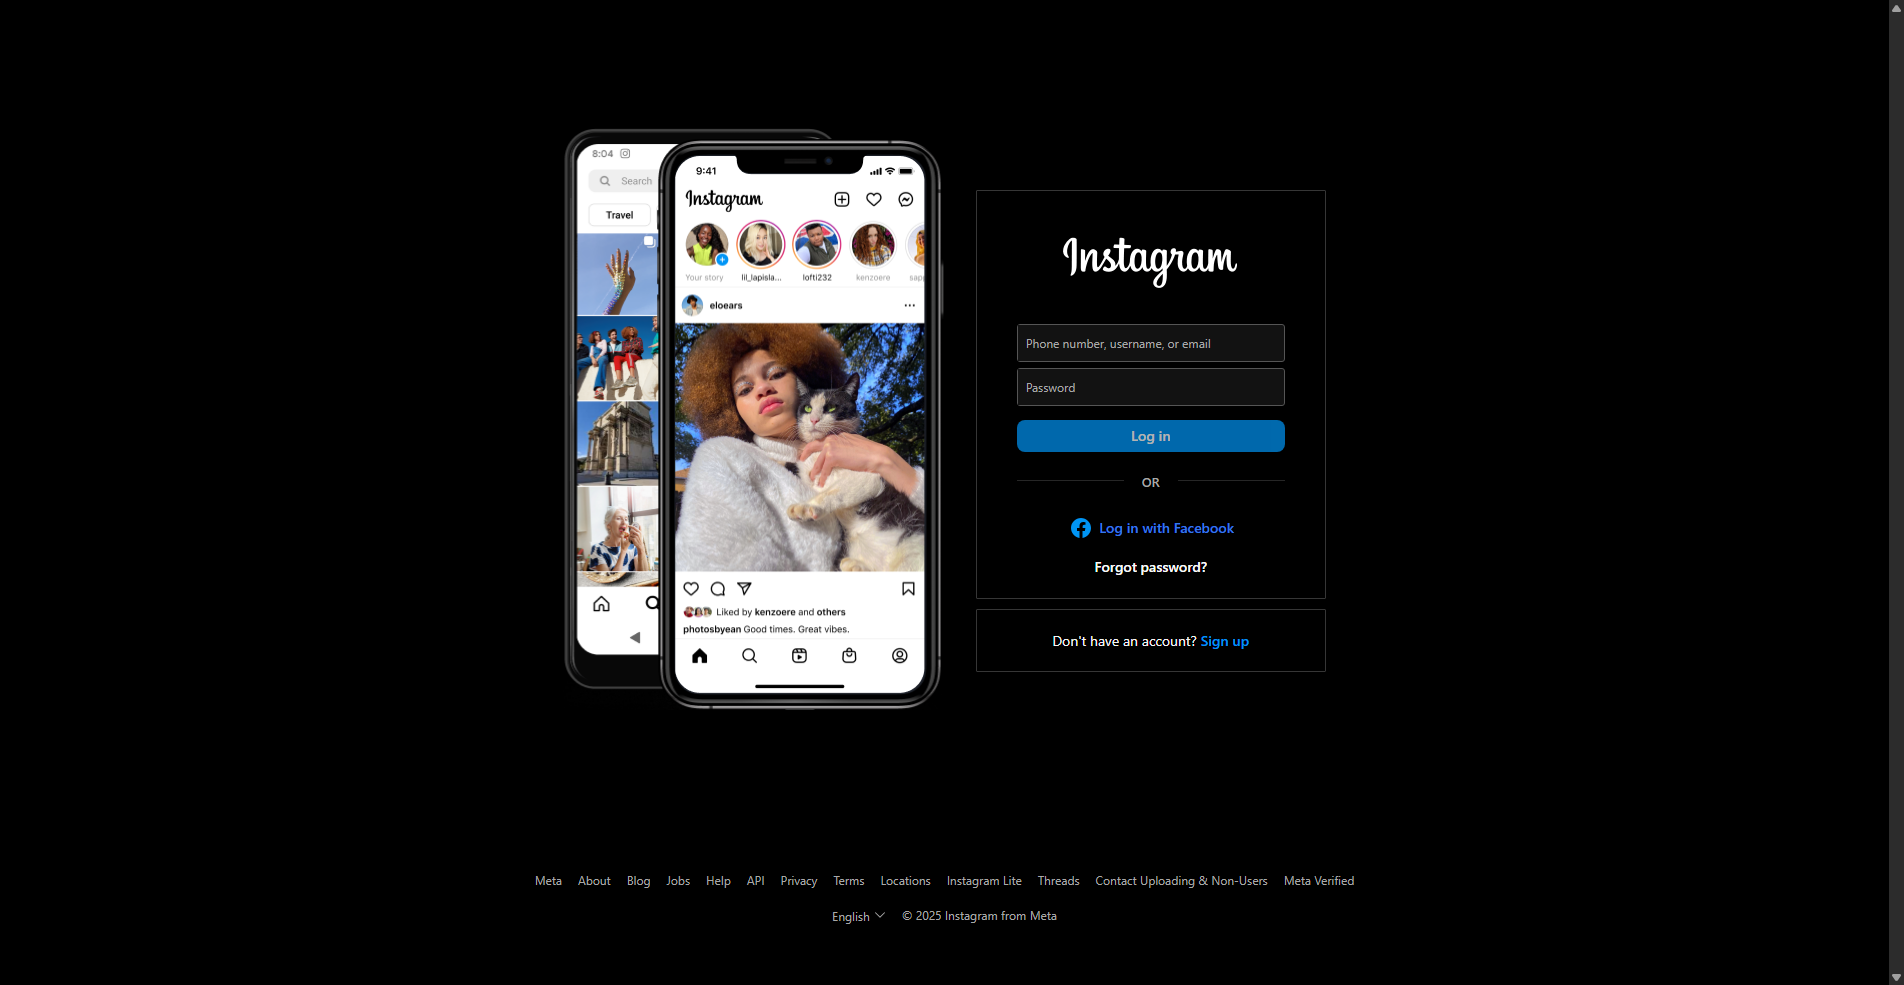 8:04
Search
Travel
9:41
Instagram
Your story
lil_lapisla...
lofti232
kenzoere
sap
eloears
Liked by kenzoere and others
photosbyean Good times. Great vibes.
Instagram
Phone number, username, or email
Password
Log in
OR
Log in with Facebook
Forgot password?
Don't have an account? Sign up
Meta About Blog Jobs Help API Privacy Terms Locations Instagram Lite Threads Contact Uploading & Non-Users Meta Verified
English © 2025 Instagram from Meta